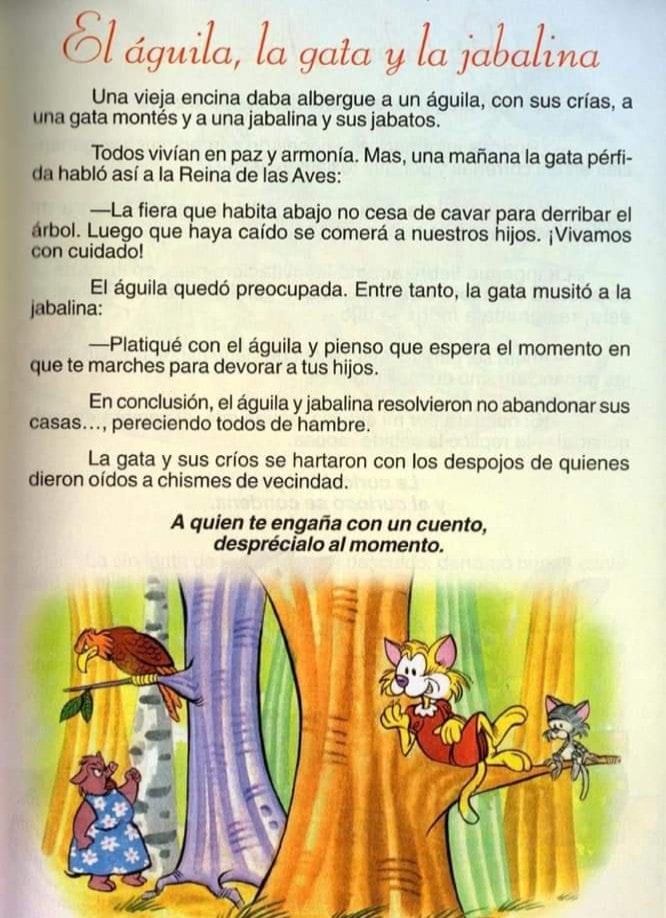 El águila, la gata y la jabalina
Una vieja encina daba albergue a un águila, con sus crías, a
una gata montés y a una jabalina y sus jabatos.
Todos vivían en paz y armonía. Mas, una mañana la gata pérfi-
da habló así a la Reina de las Aves:
—La fiera que habita abajo no cesa de cavar para derribar el
árbol. Luego que haya caído se comerá a nuestros hijos. ¡Vivamos
con cuidado!
El águila quedó preocupada. Entre tanto, la gata musitó a la
jabalina:
—Platiqué con el águila y pienso que espera el momento en
que te marches para devorar a tus hijos.
En conclusión, el águila y jabalina resolvieron no abandonar sus
casas..., pereciendo todos de hambre.
La gata y sus críos se hartaron con los despojos de quienes
dieron oídos a chismes de vecindad.
A quien te engaña con un cuento,
desprécialo al momento.